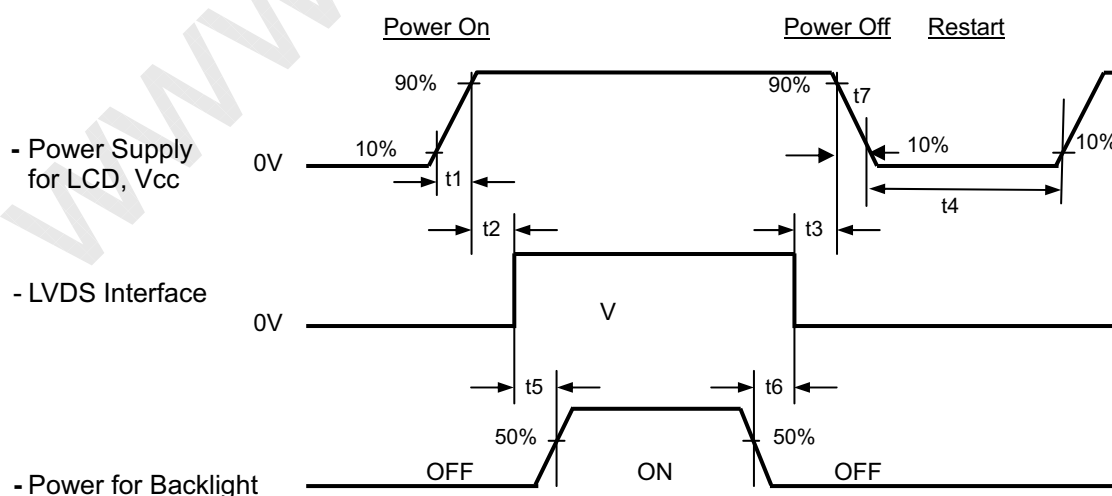 Power On Power Off Restart
90% 90% t7
- Power Supply
for LCD, Vcc
0V 10% 10% 10%
t1 t4
t2 t3
- LVDS Interface
0V V
t5 t6
50% 50%
- Power for Backlight OFF ON OFF
www